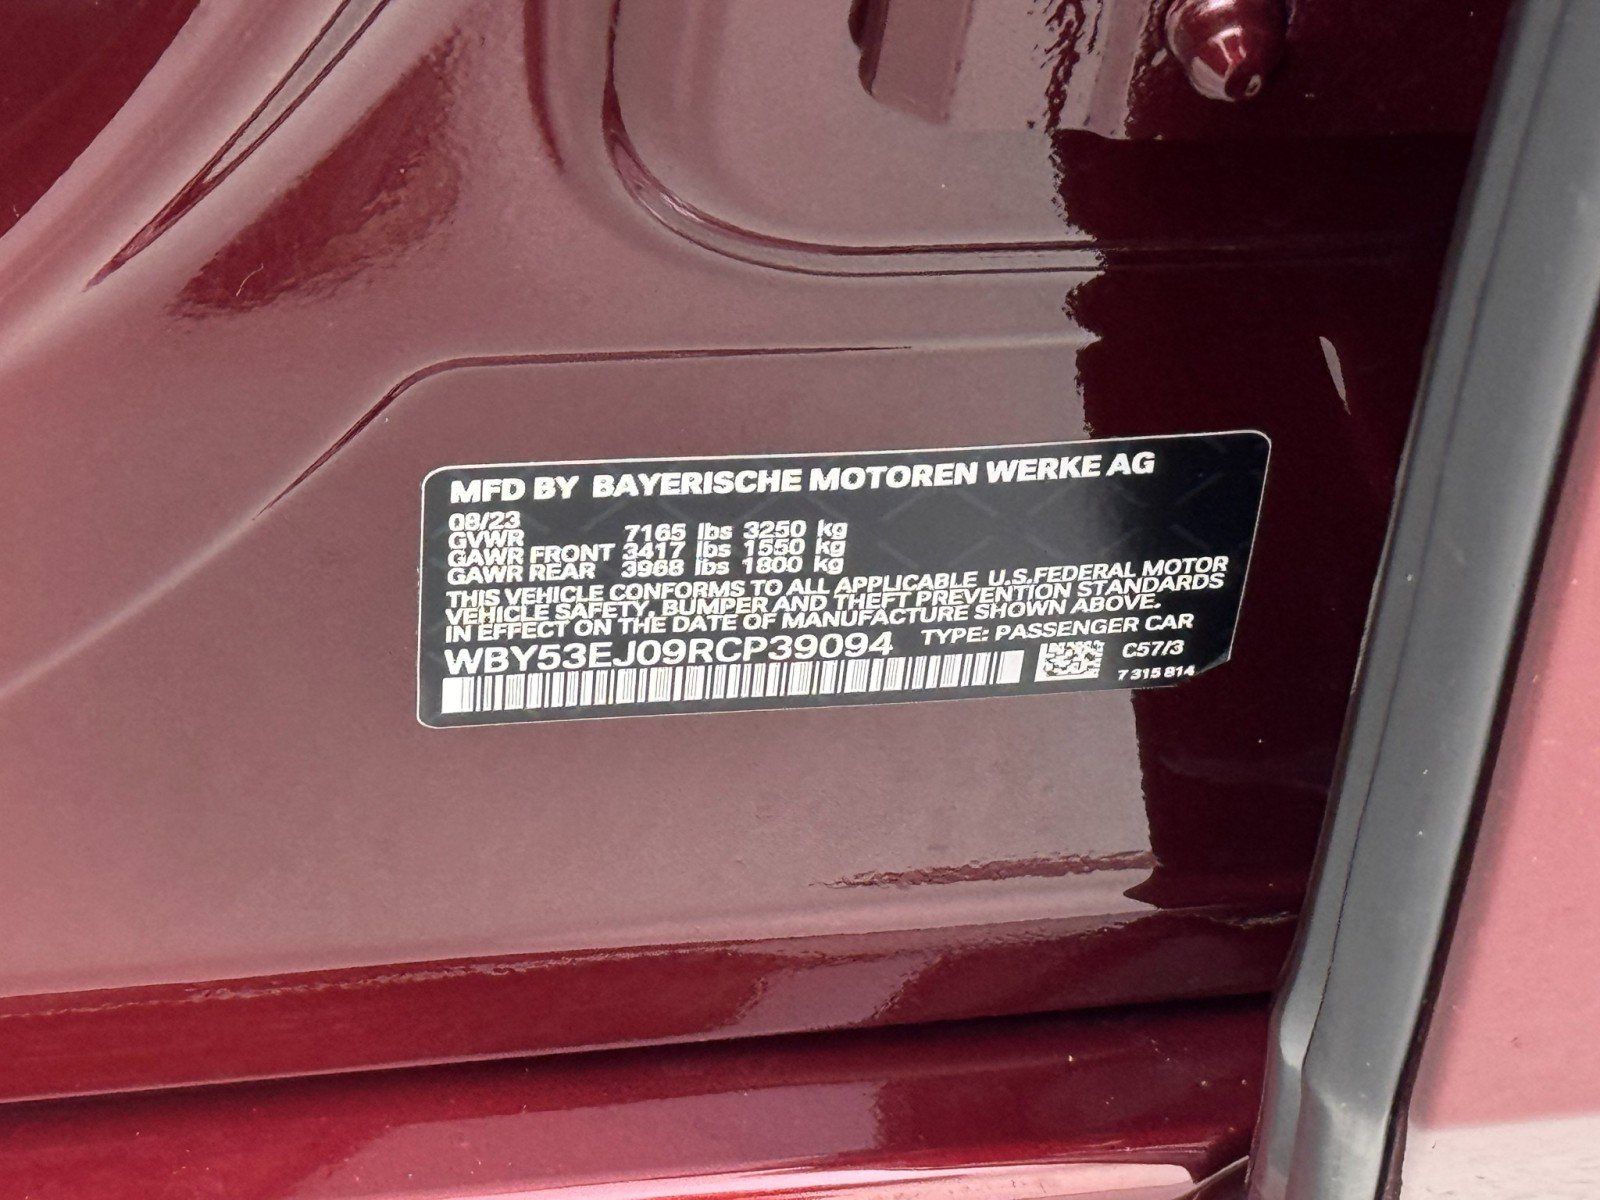 MFD BY BAYERISCHE MOTOREN WERKE AG
08/23
GVWR 7165 lbs 3250 kg
GAWR FRONT 3417 lbs 1550 kg
GAWR REAR 3968 lbs 1800 kg
THIS VEHICLE CONFORMS TO ALL APPLICABLE U.S.FEDERAL MOTOR
VEHICLE SAFETY, BUMPER AND THEFT PREVENTION STANDARDS
IN EFFECT ON THE DATE OF MANUFACTURE SHOWN ABOVE.
WBY53EJ09RCP39094 TYPE: PASSENGER CAR
C57/3
7 315 814